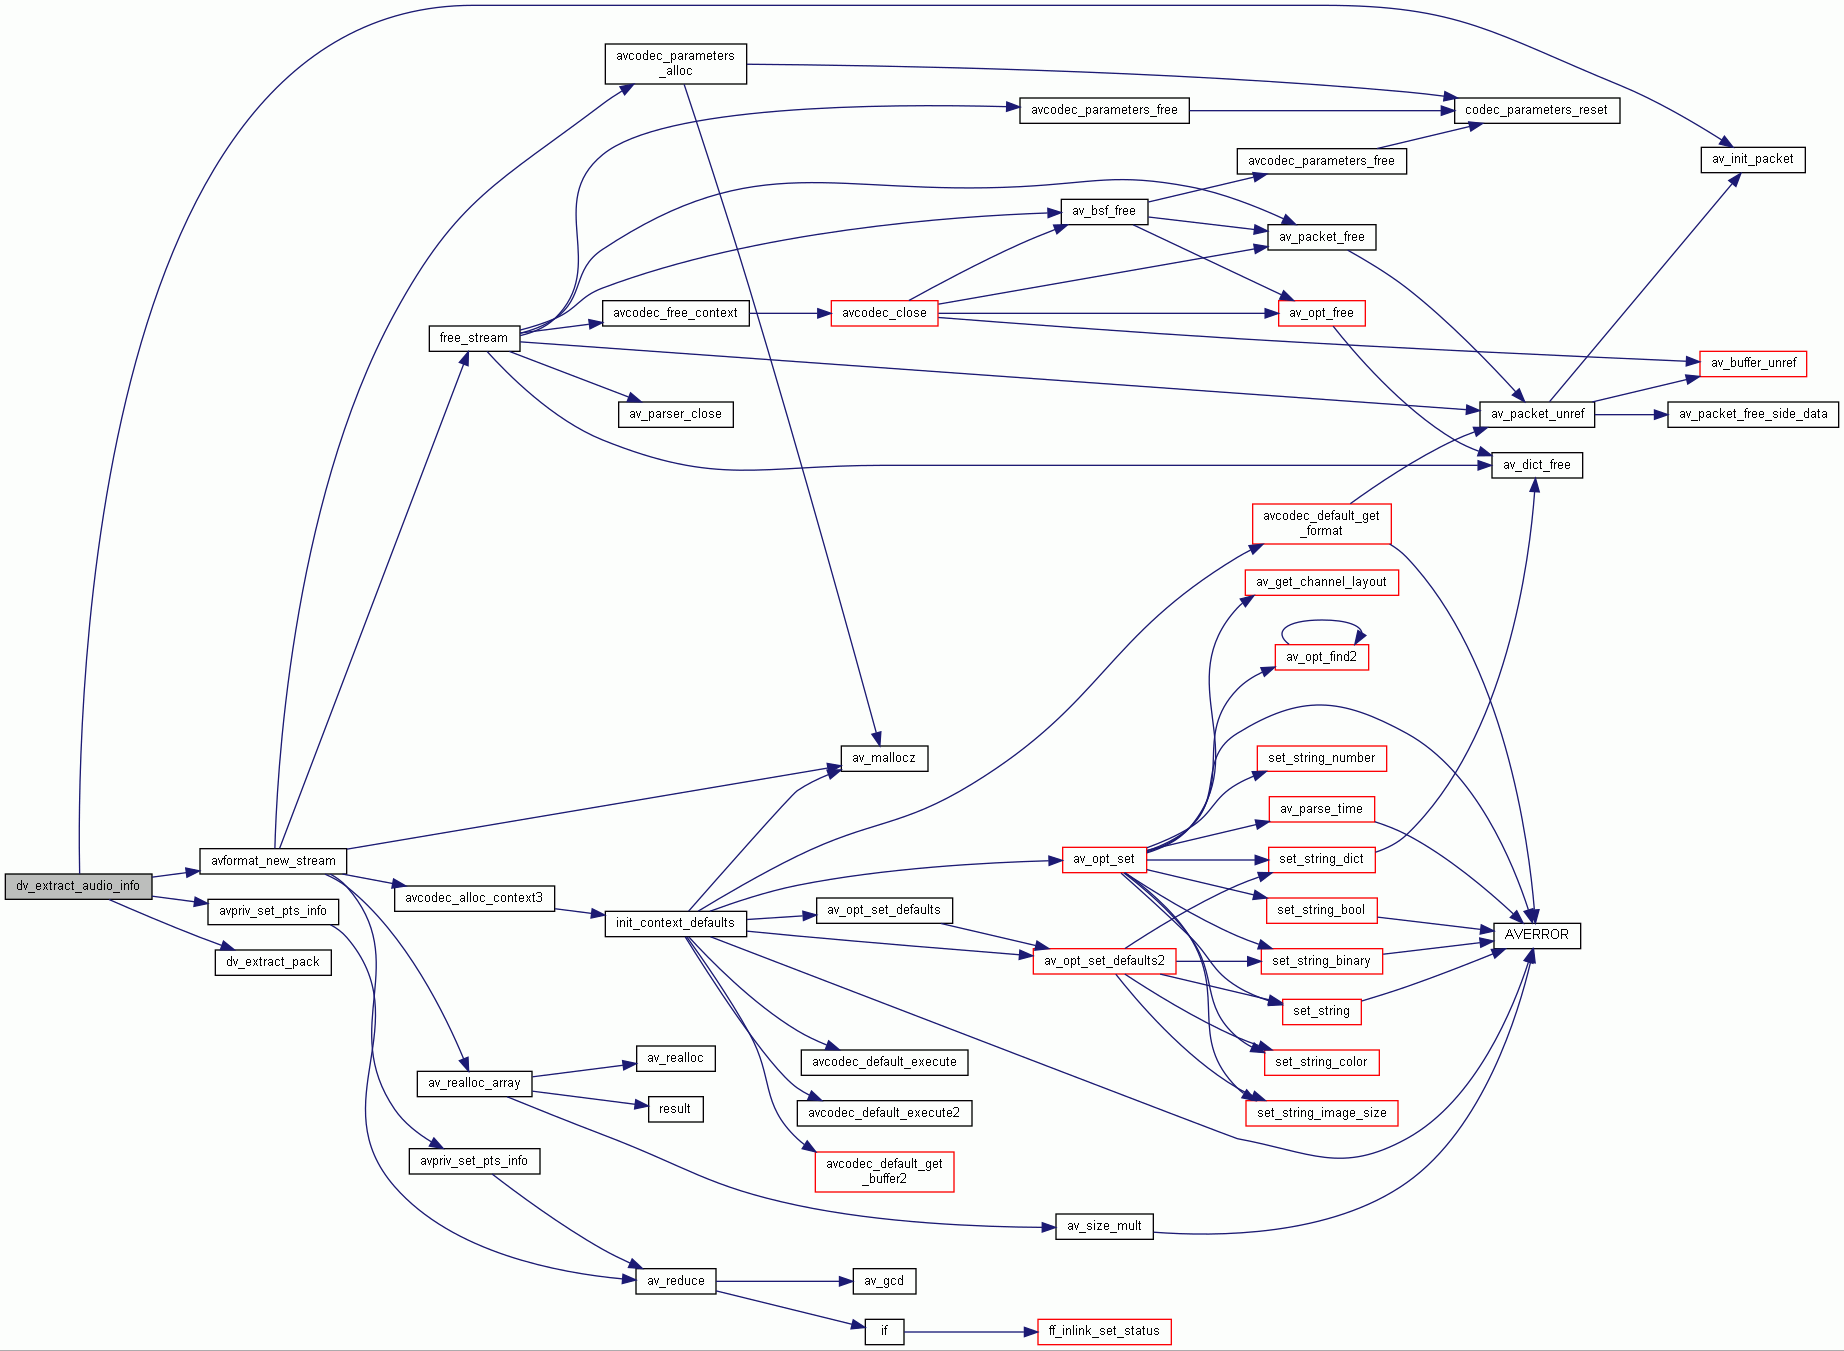 avcodec_parameters
_alloc
avcodec_parameters_free
codec_parameters_reset
avcodec_parameters_free
av_init_packet
av_bsf_free
av_packet_free
avcodec_free_context
avcodec_close
av_opt_free
free_stream
av_buffer_unref
av_parser_close
av_packet_unref
av_packet_free_side_data
av_dict_free
avcodec_default_get
_format
av_get_channel_layout
av_opt_find2
av_mallocz
set_string_number
av_parse_time
avformat_new_stream
av_opt_set
set_string_dict
dv_extract_audio_info
avcodec_alloc_context3
avpriv_set_pts_info
av_opt_set_defaults
set_string_bool
init_context_defaults
AVERROR
dv_extract_pack
av_opt_set_defaults2
set_string_binary
set_string
av_realloc
avcodec_default_execute
set_string_color
av_realloc_array
result
avcodec_default_execute2
set_string_image_size
avpriv_set_pts_info
avcodec_default_get
_buffer2
av_size_mult
av_reduce
av_gcd
if
ff_inlink_set_status